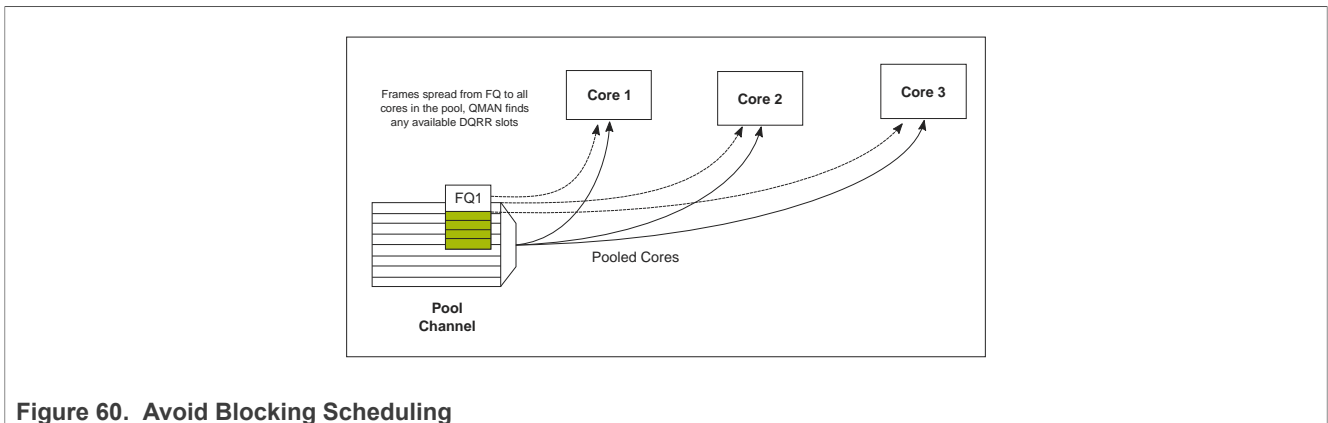 Frames spread from FQ to all
cores in the pool, QMAN finds
any available DQRR slots
Core 1
Core 2
Core 3
FQ1
Pooled Cores
Pool
Channel
Figure 60. Avoid Blocking Scheduling